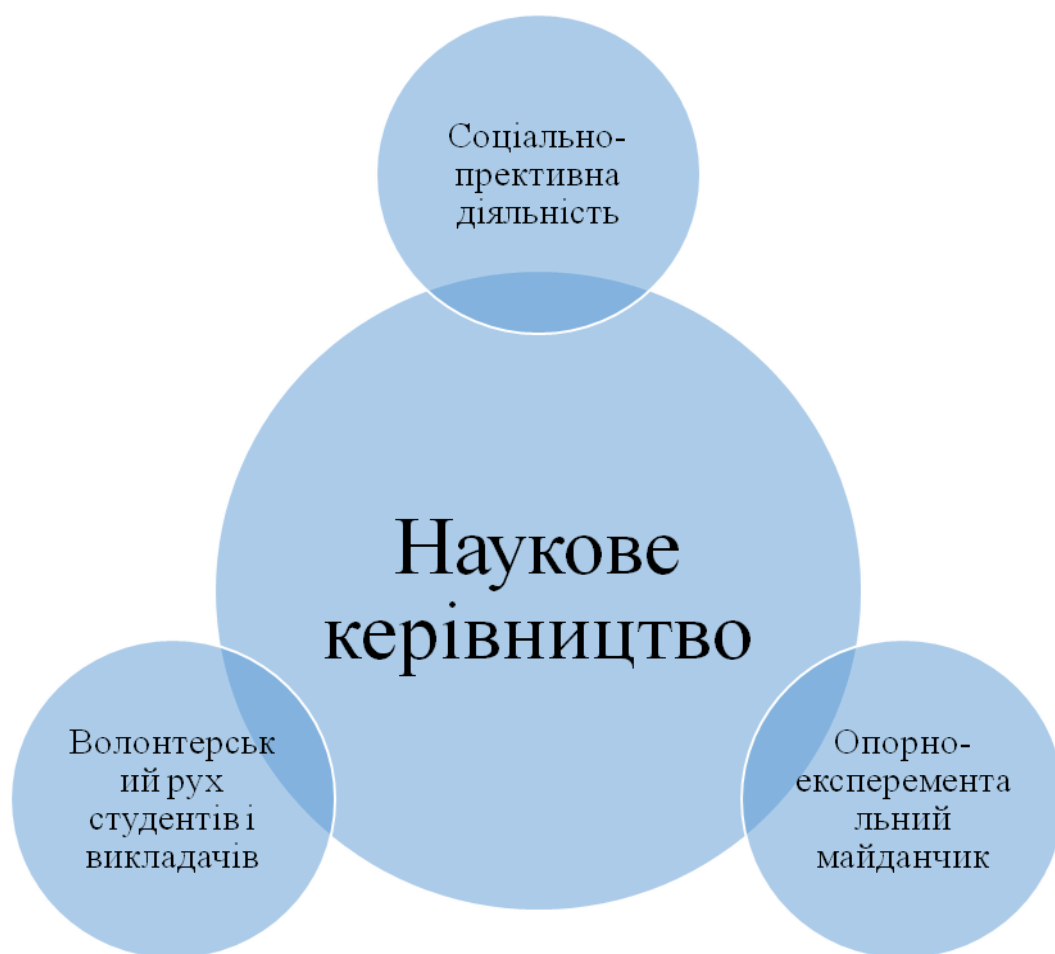 Соціально-
прективна
діяльність
Наукове
керівництво
Волонтерськ
ий рух
студентів і
викладачів
Опорно-
експеремента
льний
майданчик